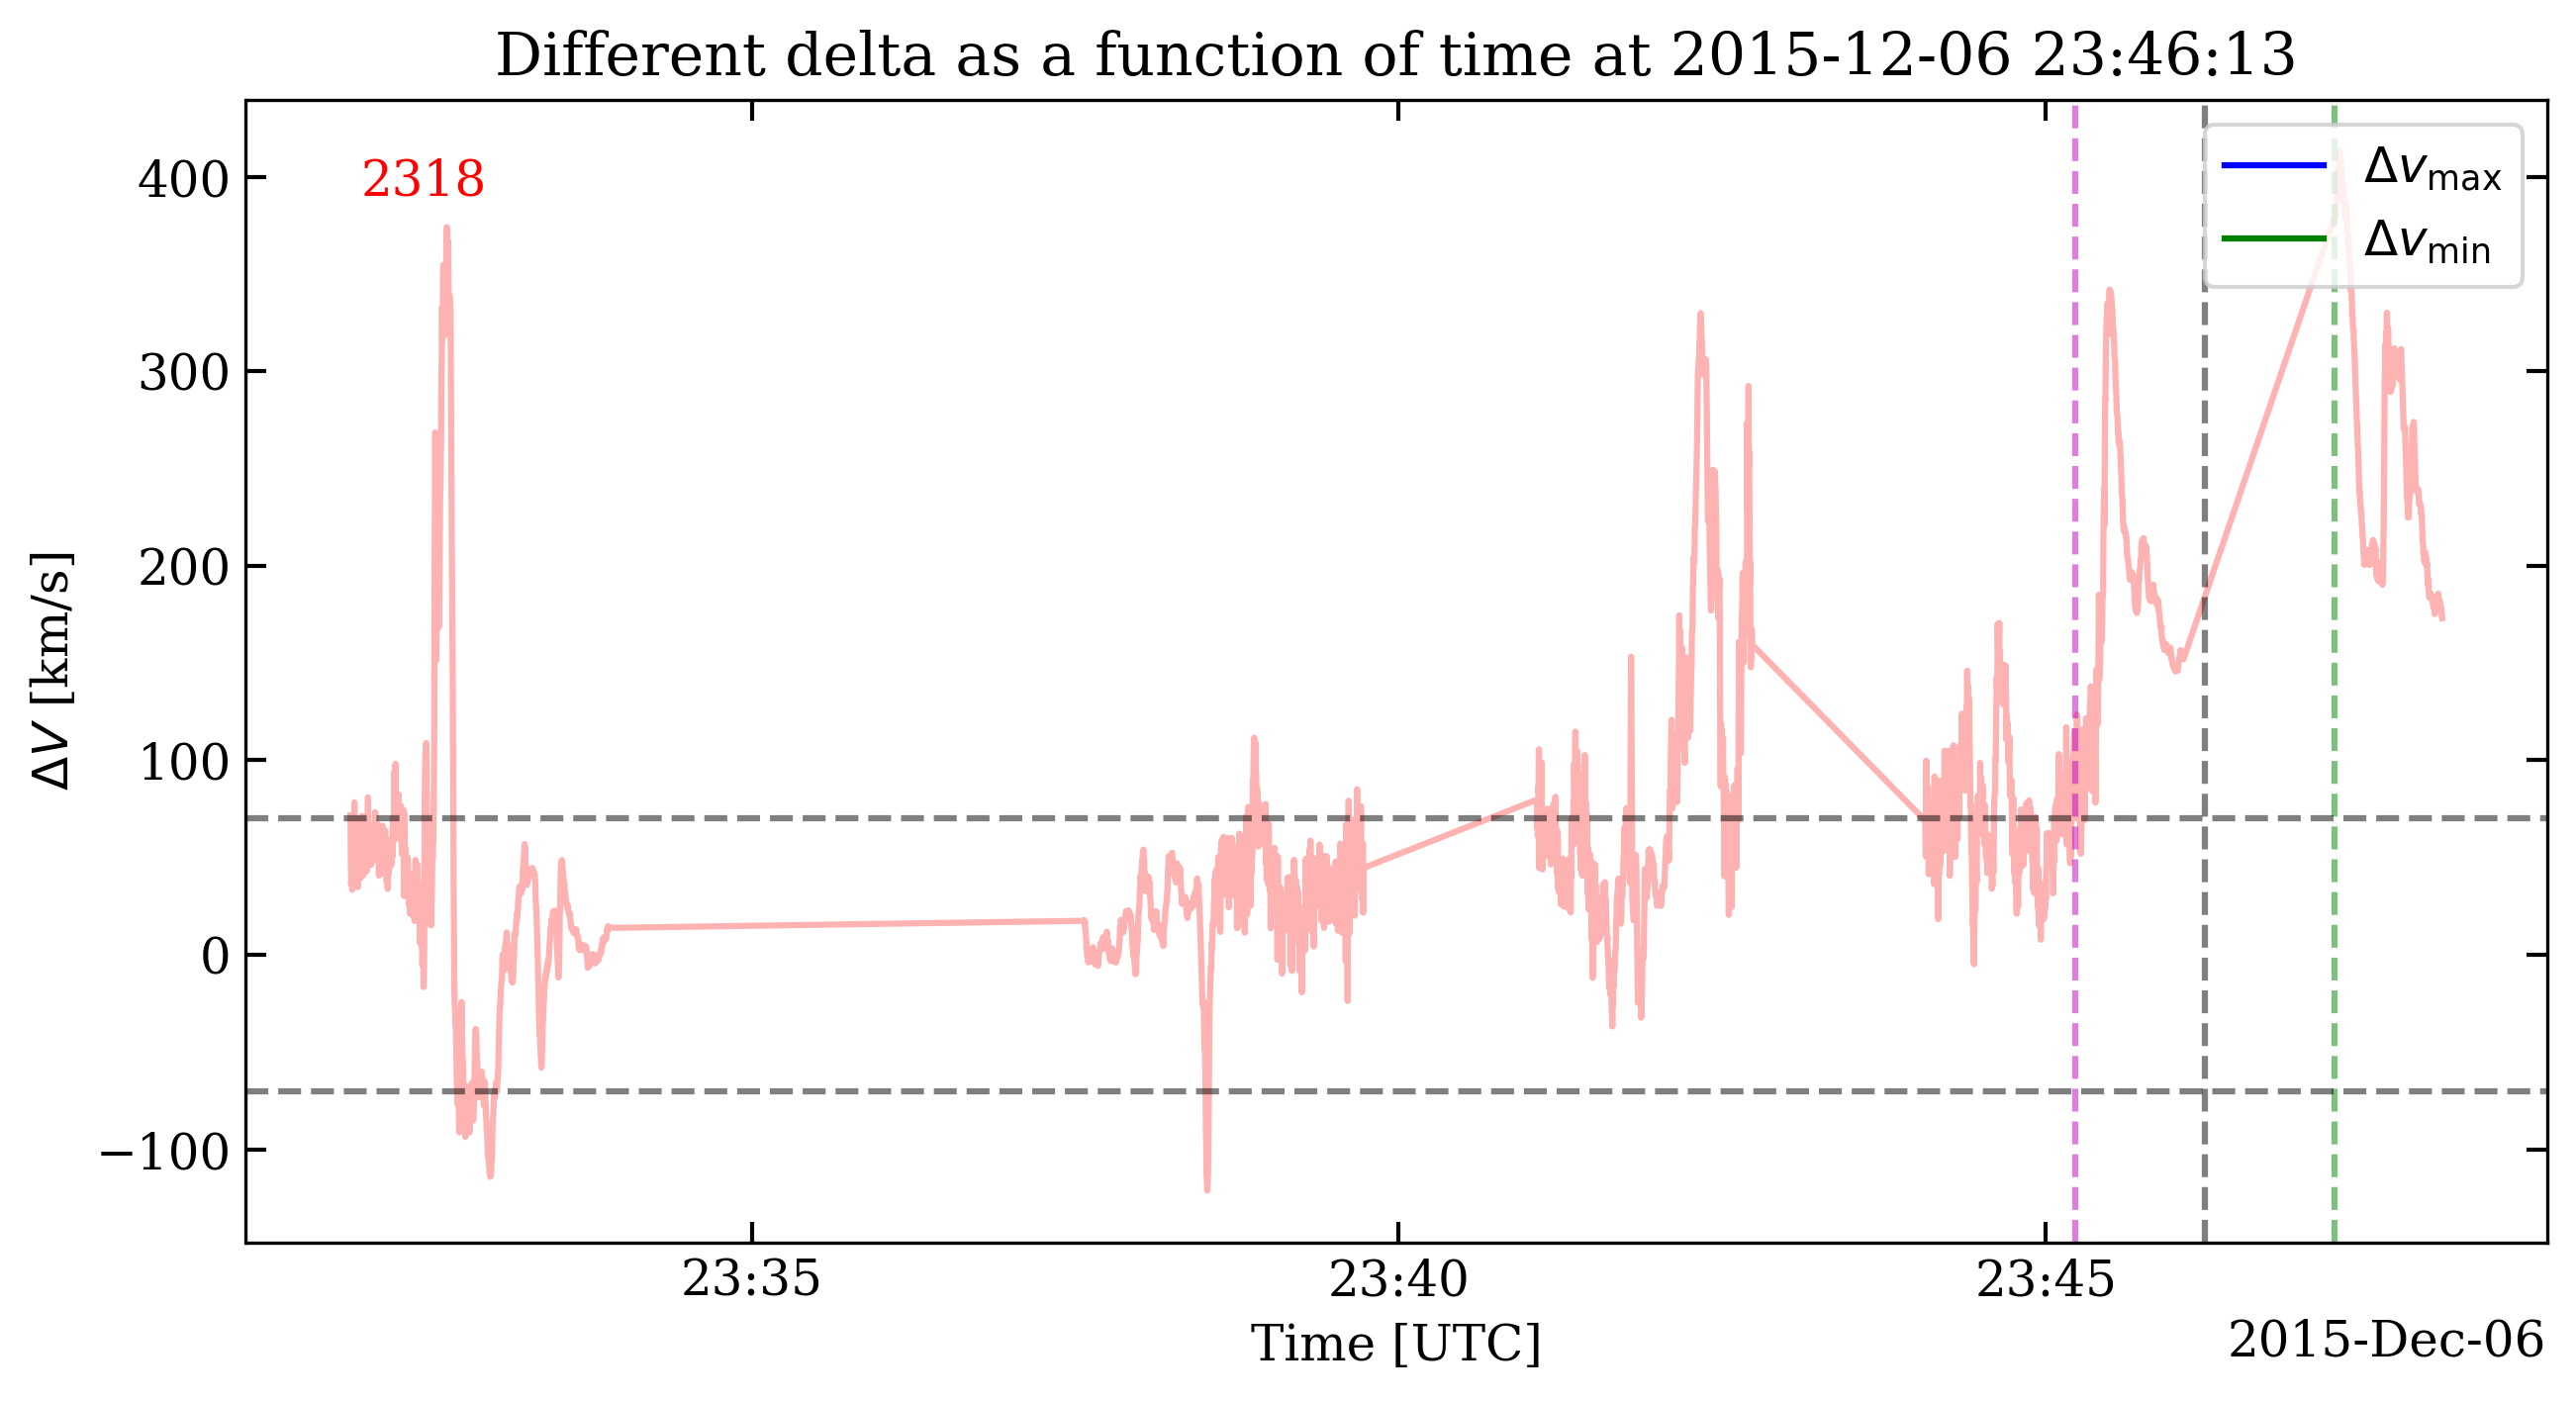 Different delta as a function of time at 2015-12-06 23:46:13
2318
Δv_max
Δv_min
400
300
200
100
0
−100
ΔV [km/s]
23:35
23:40
23:45
Time [UTC]
2015-Dec-06